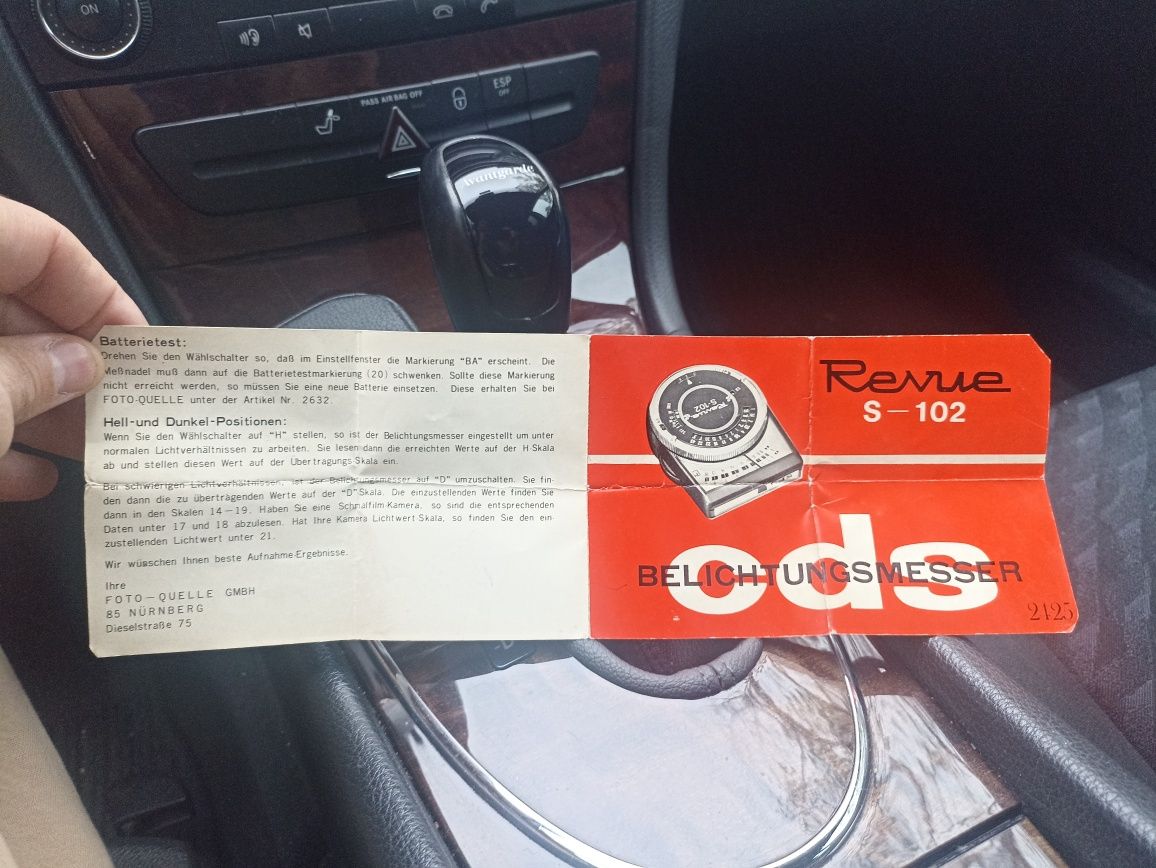 ON
PASS AIR BAG OFF
ESP
OFF
Batterietest:
Drehen Sie den Wählschalter so, daß im Einstellfenster die Markierung "BA" erscheint. Die
Meßnadel muß dann auf die Batterietestmarkierung (20) schwenken. Sollte diese Markierung
nicht erreicht werden, so müssen Sie eine neue Batterie einsetzen. Diese erhalten Sie bei
FOTO-QUELLE unter der Artikel Nr. 2632.
Hell-und Dunkel-Positionen:
Wenn Sie den Wählschalter auf "H" stellen, so ist der Belichtungsmesser eingestellt um unter
normalen Lichtverhältnissen zu arbeiten. Sie lesen dann die erreichten Werte auf der H-Skala
ab und stellen diesen Wert auf der Übertragungs-Skala ein.
Bei schwierigen Lichtverhältnissen, ist der Belichtungsmesser auf "D" umzuschalten. Sie fin-
den dann die zu übertragenden Werte auf der "D"Skala. Die einzustellenden Werte finden Sie
dann in den Skalen 14—19. Haben Sie eine Schmalfilm-Kamera, so sind die entsprechenden
Daten unter 17 und 18 abzulesen. Hat Ihre Kamera Lichtwert-Skala, so finden Sie den ein-
zustellenden Lichtwert unter 21.
Wir wünschen Ihnen beste Aufnahme-Ergebnisse.
Ihre
FOTO—QUELLE GMBH
85 NÜRNBERG
Dieselstraße 75
Revue
S—102
Revue
S-102
cds
BELICHTUNGSMESSER
2425